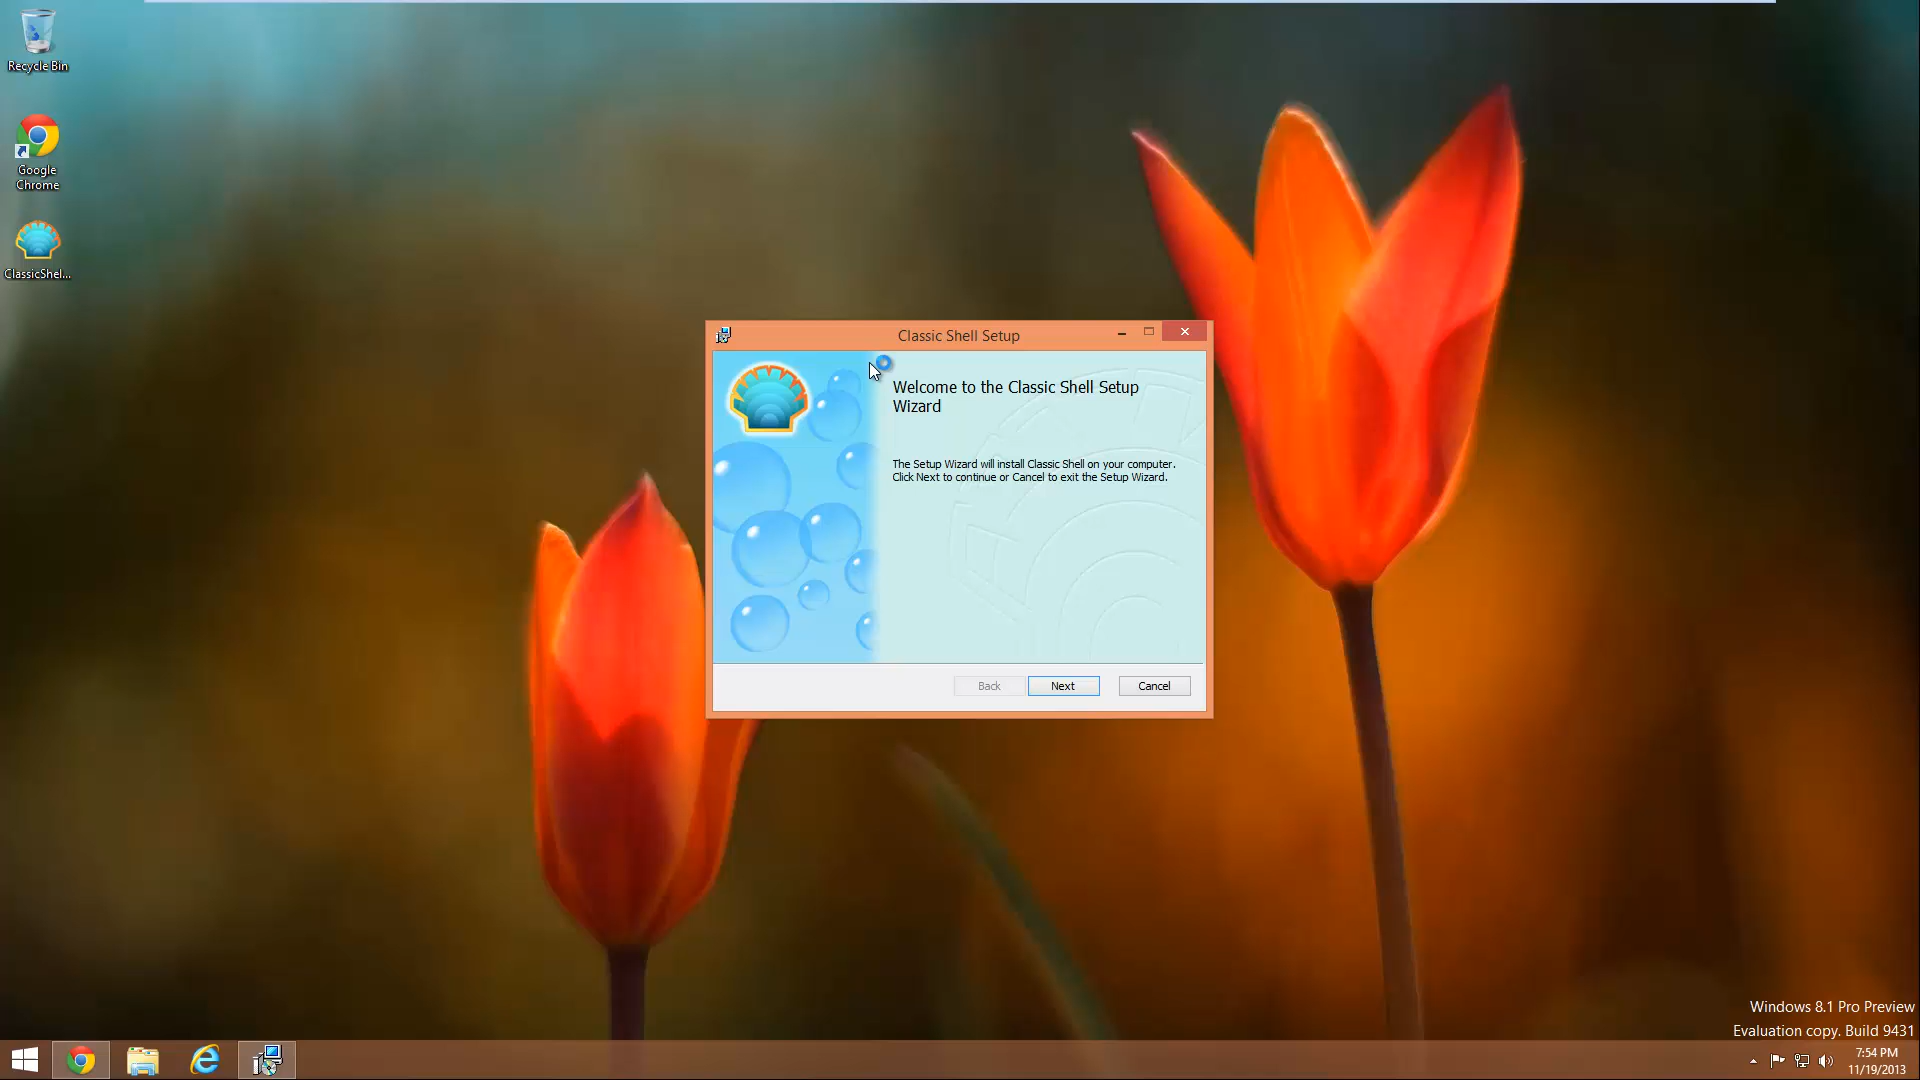 Recycle Bin
Google
Chrome
ClassicShel...
Classic Shell Setup
Welcome to the Classic Shell Setup
Wizard
The Setup Wizard will install Classic Shell on your computer.
Click Next to continue or Cancel to exit the Setup Wizard.
Back
Next
Cancel
Windows 8.1 Pro Preview
Evaluation copy. Build 9431
7:54 PM
11/19/2013